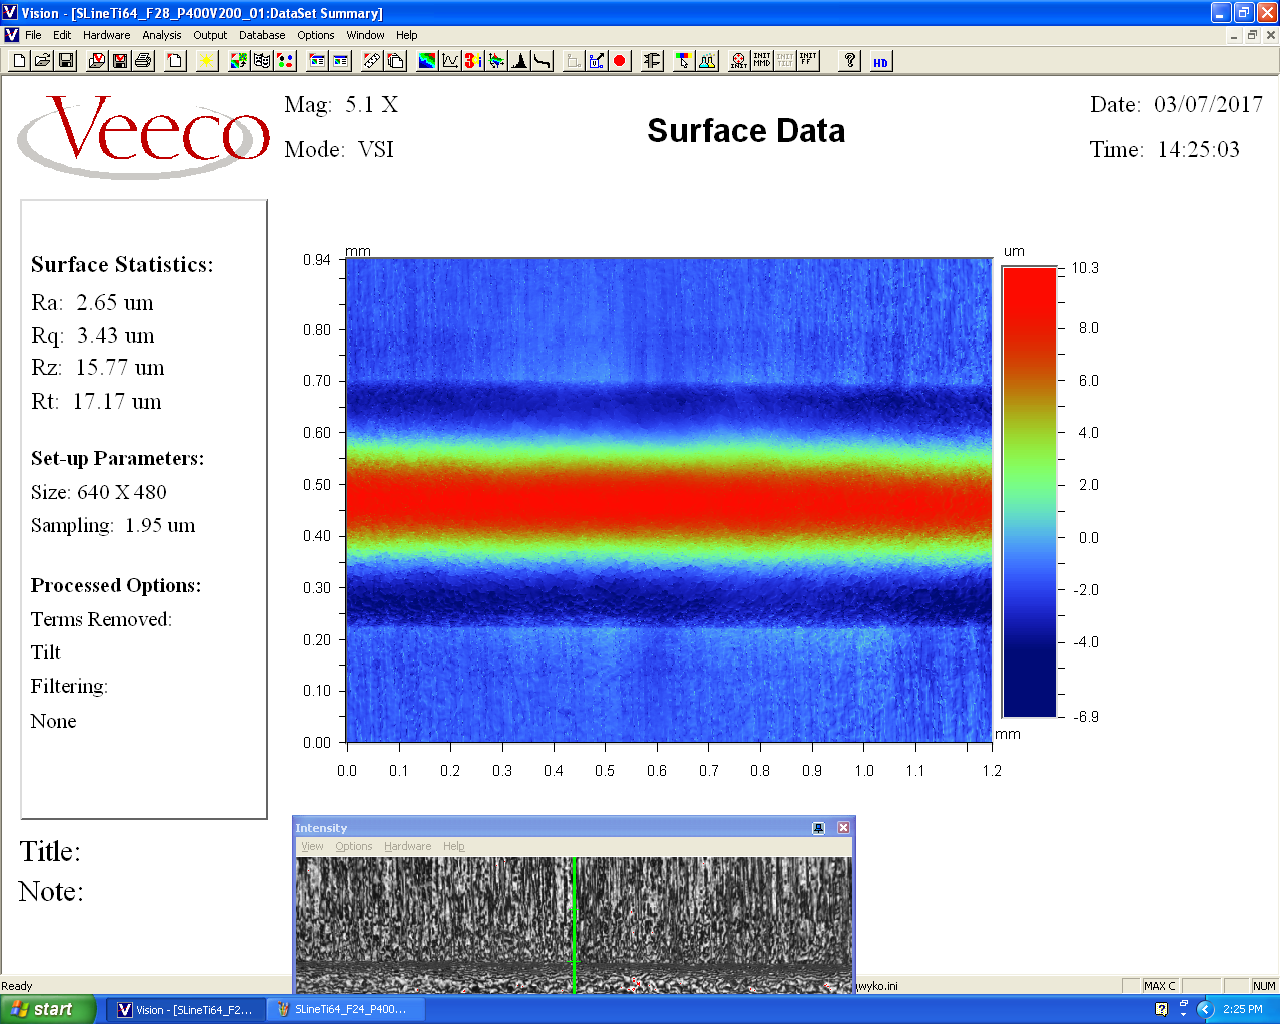 Vision - [SLineTi64_F28_P400V200_01:DataSet Summary]
File Edit Hardware Analysis Output Database Options Window Help
INIT INIT MMD INIT TILT INIT FF ? HD
Veeco
Mag: 5.1 X
Mode: VSI
Surface Data
Date: 03/07/2017
Time: 14:25:03
Surface Statistics:
Ra: 2.65 um
Rq: 3.43 um
Rz: 15.77 um
Rt: 17.17 um
Set-up Parameters:
Size: 640 X 480
Sampling: 1.95 um
Processed Options:
Terms Removed:
Tilt
Filtering:
None
Title:
Note:
mm
0.94
0.80
0.70
0.60
0.50
0.40
0.30
0.20
0.10
0.00
0.0 0.1 0.2 0.3 0.4 0.5 0.6 0.7 0.8 0.9 1.0 1.1 1.2
mm
um
10.3
8.0
6.0
4.0
2.0
0.0
-2.0
-4.0
-6.9
Intensity
View Options Hardware Help
Ready
wyko.ini
MAX C
NUM
start
Vision - [SLineTi64_F2...
SLineTi64_F24_P400...
2:25 PM